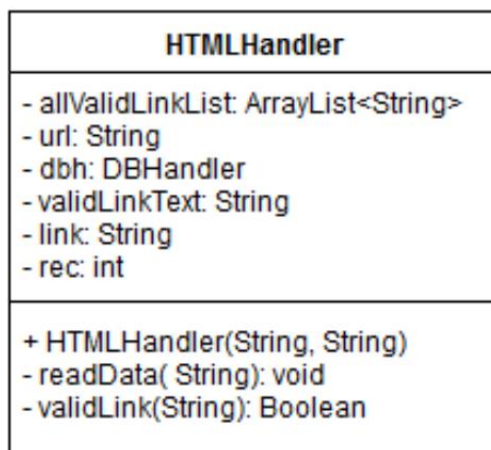 HTMLHandler
- allValidLinkList: ArrayList<String>
- url: String
- dbh: DBHandler
- validLinkText: String
- link: String
- rec: int
+ HTMLHandler(String, String)
- readData( String): void
- validLink(String): Boolean